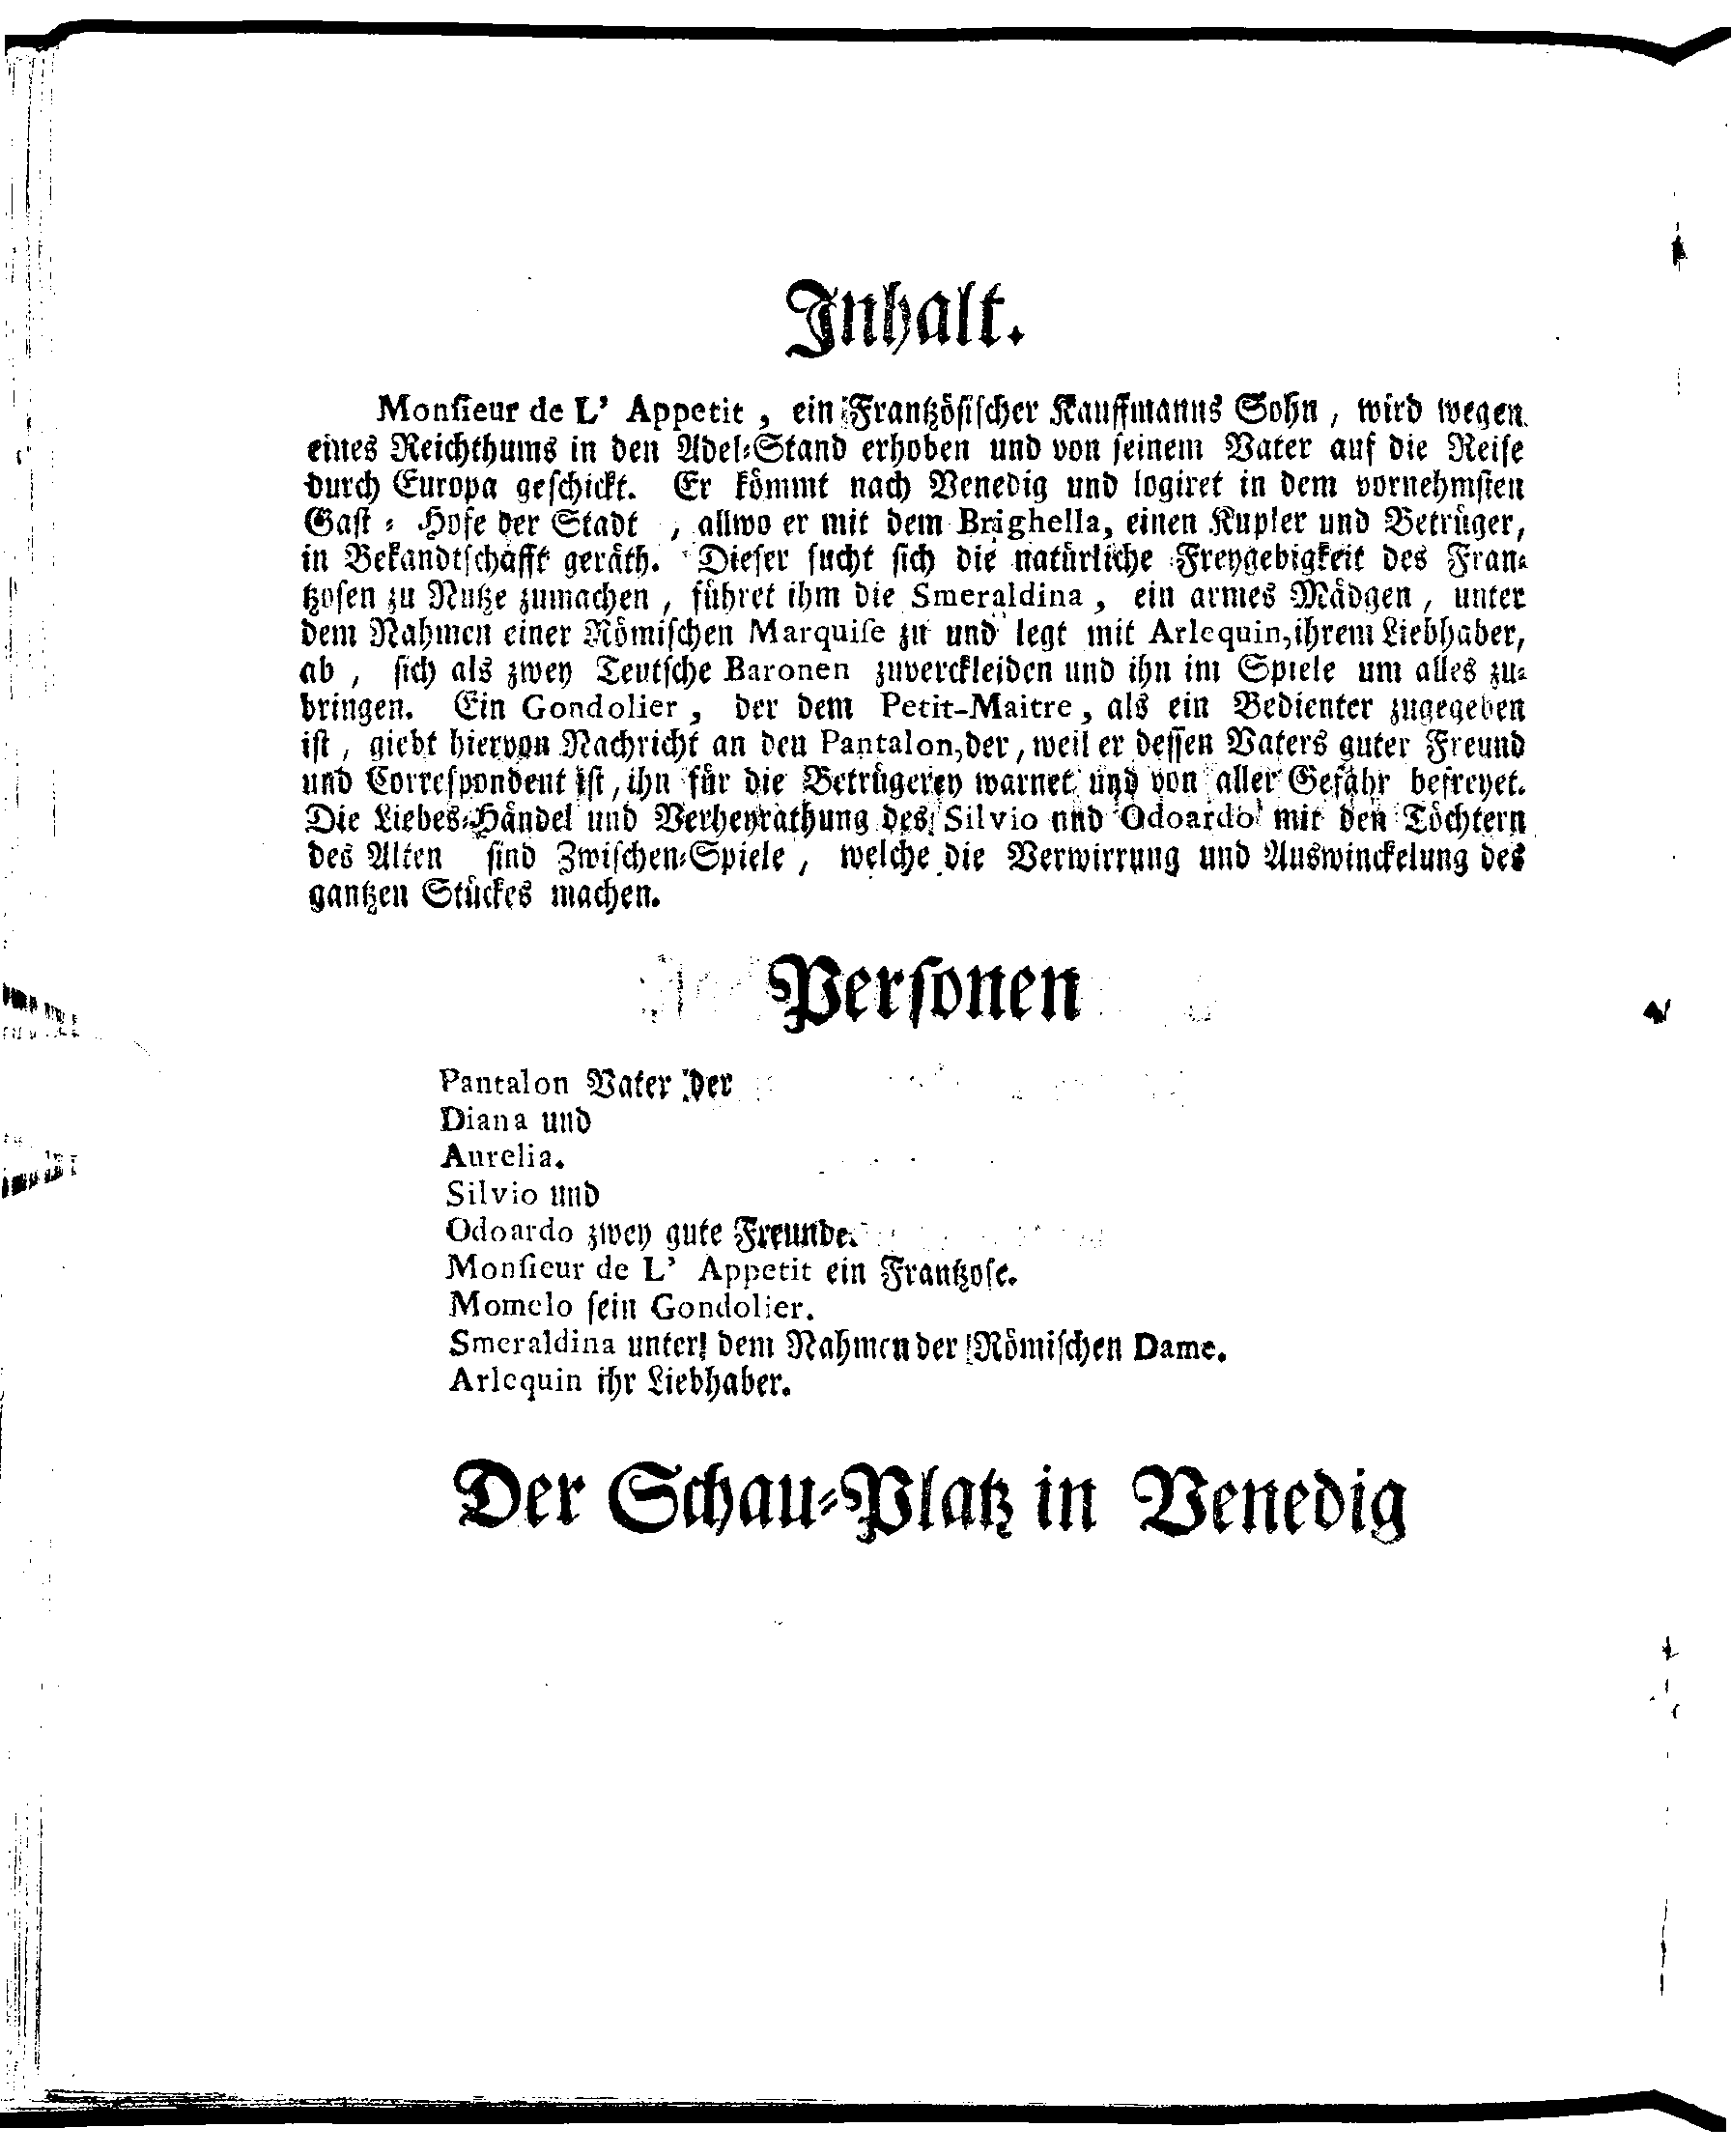 Inhalt.
Monſieur de L' Appetit, ein Frantzöſiſcher Kauffmanns Sohn, wird wegen
eines Reichthums in den Adel-Stand erhoben und von ſeinem Vater auf die Reiſe
durch Europa geſchickt. Er kömmt nach Venedig und logiret in dem vornehmſten
Gaſt-Hofe der Stadt, allwo er mit dem Brighella, einen Kupler und Betrüger,
in Bekandtſchafft geräth. Dieſer ſucht ſich die natürliche Freygebigkeit des Fran-
tzoſen zu Nutze zumachen, führet ihm die Smeraldina, ein armes Mädgen, unter
dem Nahmen einer Römiſchen Marquiſe zu und legt mit Arlequin, ihrem Liebhaber,
ab, ſich als zwey Teutſche Baronen zuverckleiden und ihn im Spiele um alles zu-
bringen. Ein Gondolier, der dem Petit-Maitre, als ein Bedienter zugegeben
iſt, giebt hiervon Nachricht an den Pantalon, der, weil er deſſen Vaters guter Freund
und Correſpondent iſt, ihn für die Betrügerey warnet und von aller Gefahr befreyet.
Die Liebes-Händel und Verheyrathung des Silvio nnd Odoardo mit den Töchtern
des Alten ſind Zwiſchen-Spiele, welche die Verwirrung und Auswinckelung des
gantzen Stückes machen.
Perſonen
Pantalon Vater der
Diana und
Aurelia.
Silvio und
Odoardo zwey gute Freunde.
Monſieur de L' Appetit ein Frantzoſe.
Momolo ſein Gondolier.
Smeraldina unter dem Nahmen der Römiſchen Dame.
Arlequin ihr Liebhaber.
Der Schau-Platz in Venedig